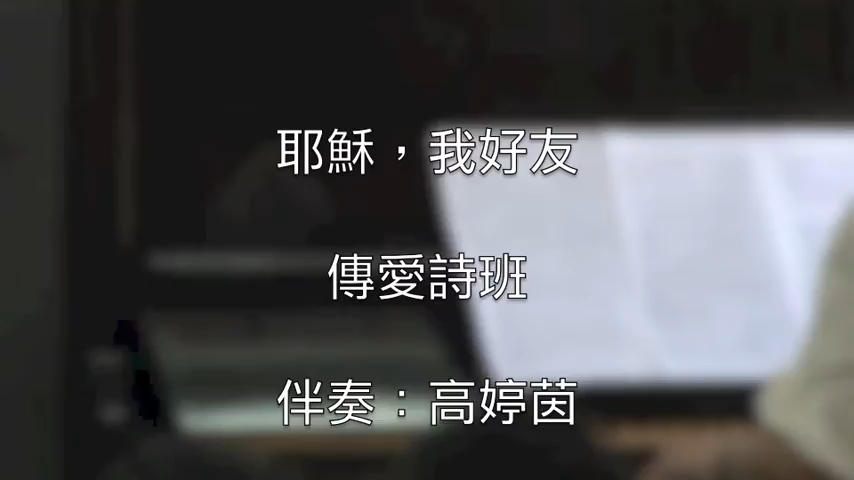 耶穌，我好友
傳愛詩班
伴奏：高婷茵